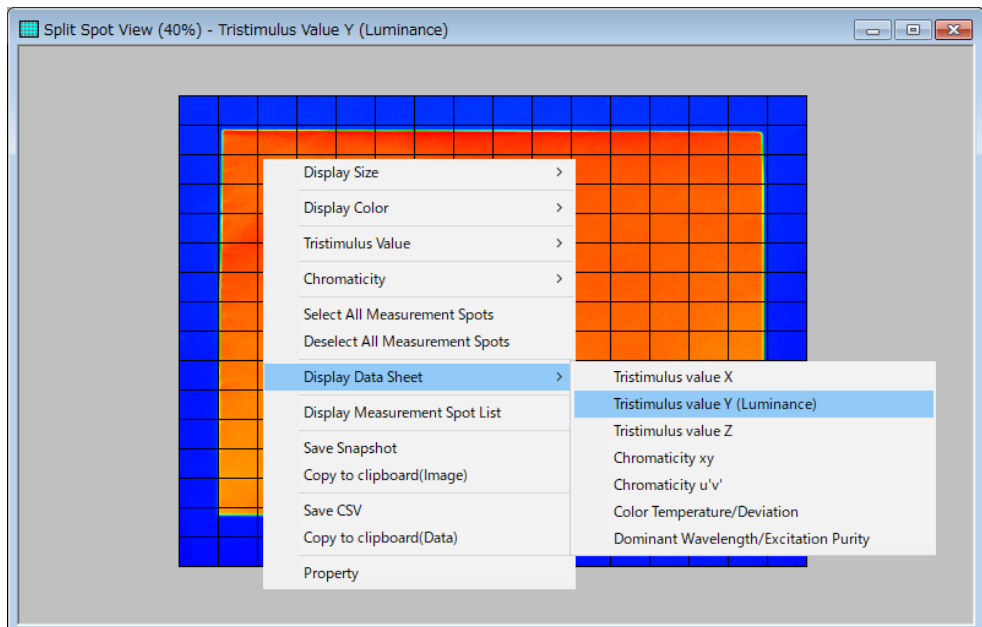 Split Spot View (40%) - Tristimulus Value Y (Luminance)
Display Size
Display Color
Tristimulus Value
Chromaticity
Select All Measurement Spots
Deselect All Measurement Spots
Display Data Sheet
Display Measurement Spot List
Save Snapshot
Copy to clipboard(Image)
Save CSV
Copy to clipboard(Data)
Property
Tristimulus value X
Tristimulus value Y (Luminance)
Tristimulus value Z
Chromaticity xy
Chromaticity u'v'
Color Temperature/Deviation
Dominant Wavelength/Excitation Purity